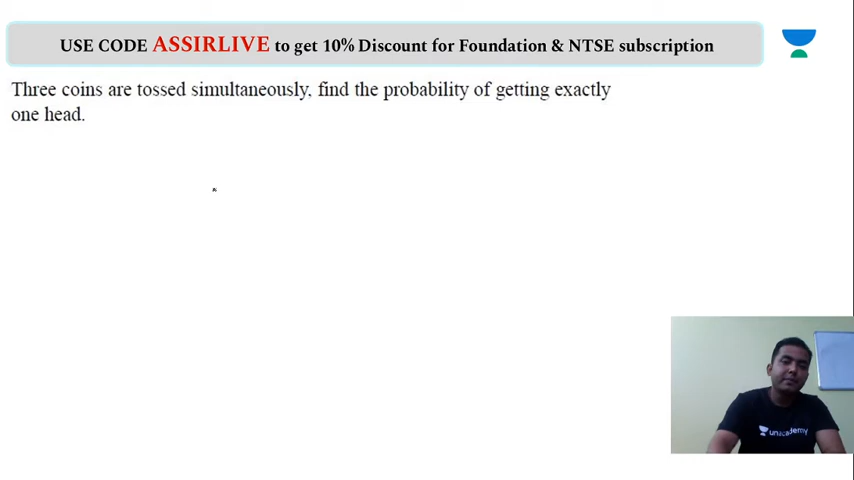 USE CODE ASSIRLIVE to get 10% Discount for Foundation & NTSE subscription
Three coins are tossed simultaneously, find the probability of getting exactly
one head.
unacademy